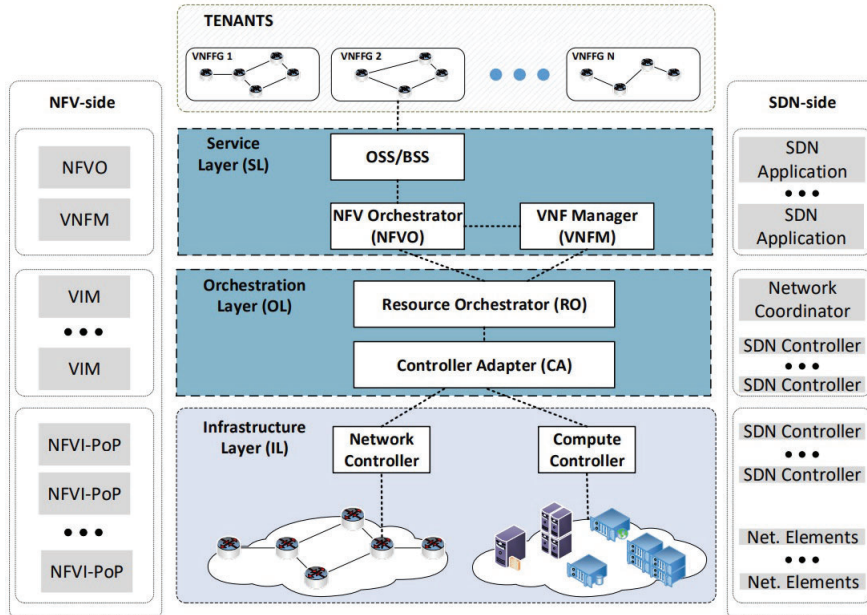 TENANTS
VNFFG 1
VNFFG 2
VNFFG N
NFV-side
NFVO
VNFM
VIM
VIM
NFVI-PoP
NFVI-PoP
NFVI-PoP
Service
Layer (SL)
OSS/BSS
NFV Orchestrator
(NFVO)
VNF Manager
(VNFM)
Orchestration
Layer (OL)
Resource Orchestrator (RO)
Controller Adapter (CA)
Infrastructure
Layer (IL)
Network
Controller
Compute
Controller
SDN-side
SDN
Application
SDN
Application
Network
Coordinator
SDN Controller
SDN Controller
SDN Controller
SDN Controller
Net. Elements
Net. Elements